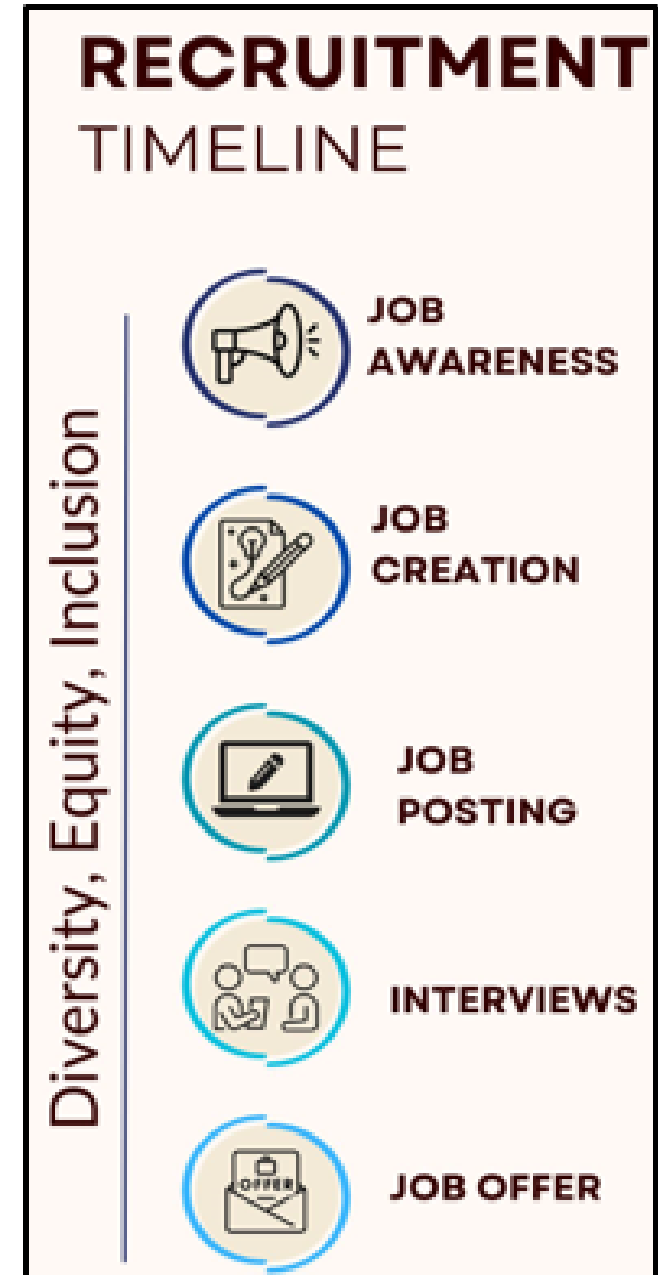 RECRUITMENT
TIMELINE
Diversity, Equity, Inclusion
JOB
AWARENESS
JOB
CREATION
JOB
POSTING
INTERVIEWS
OFFER
JOB OFFER